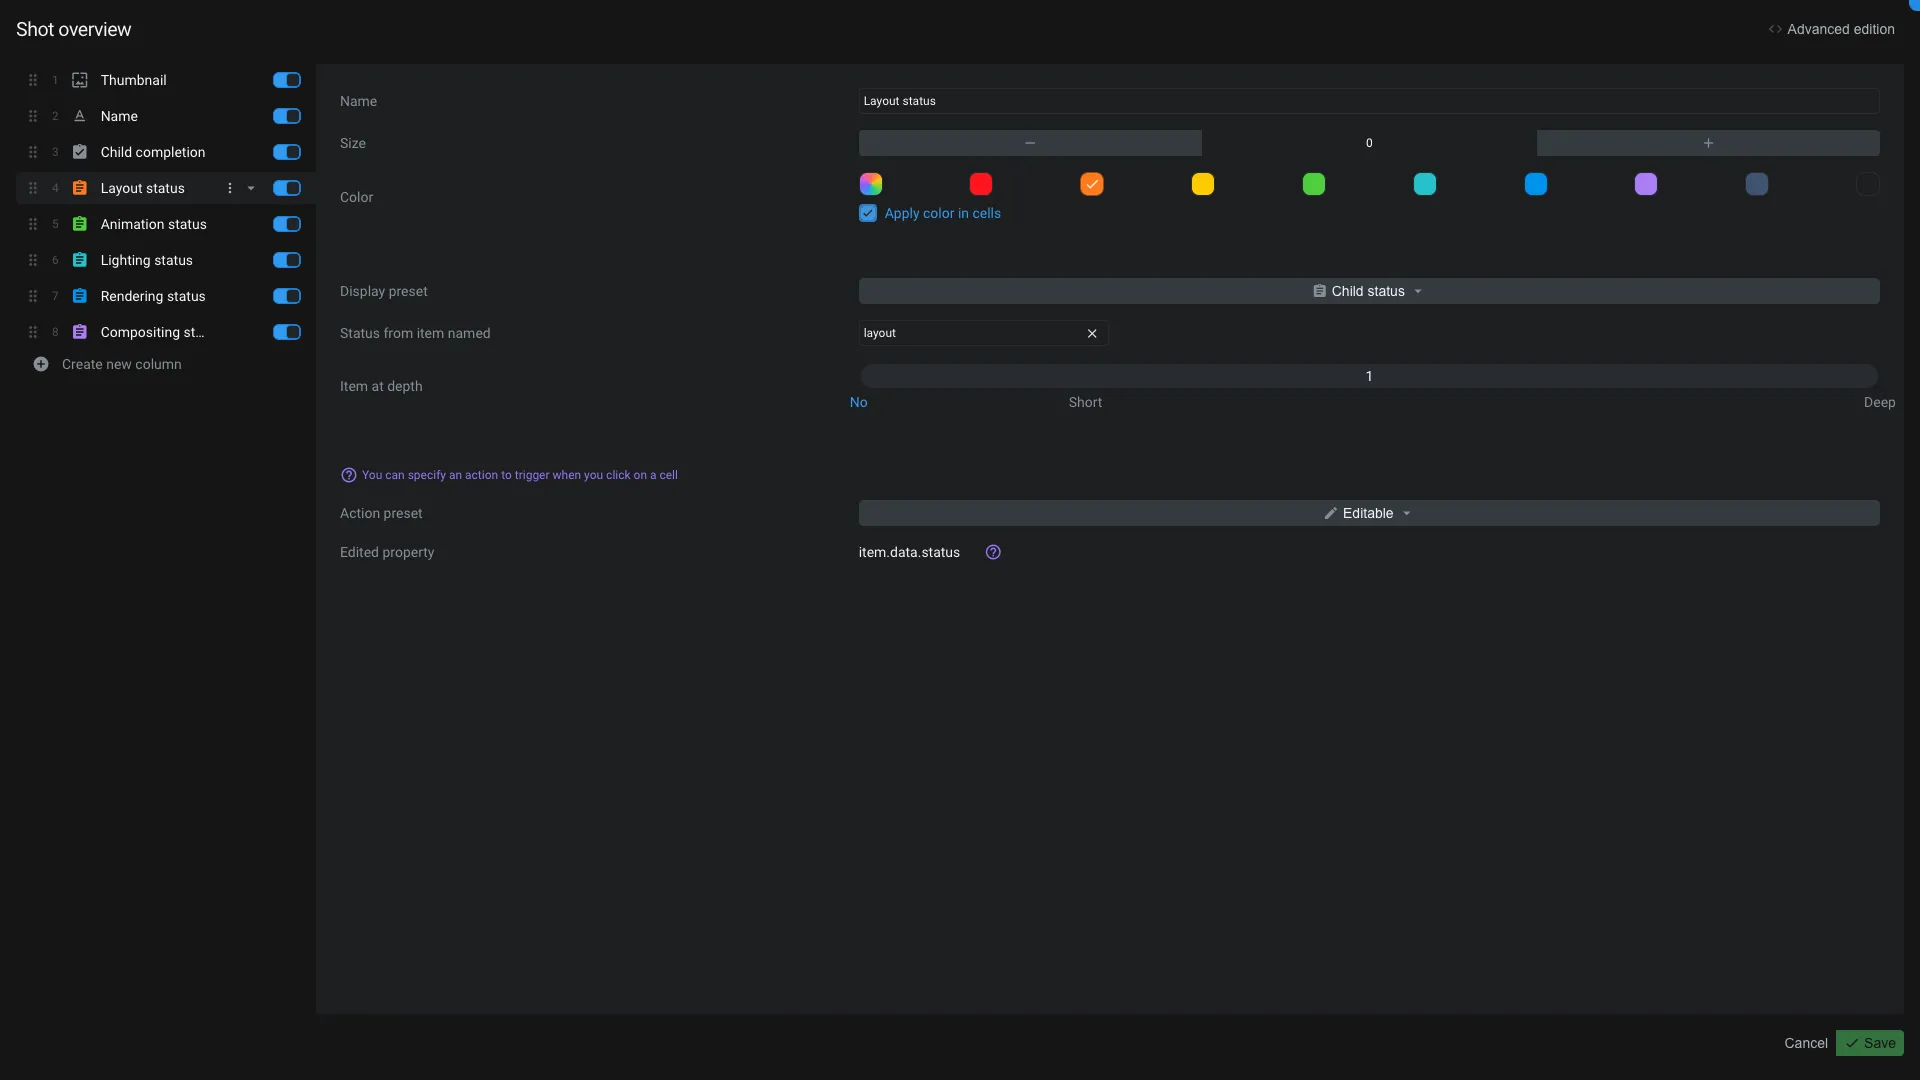 Shot overview
Advanced edition
1 Thumbnail
2 Name
3 Child completion
4 Layout status
5 Animation status
6 Lighting status
7 Rendering status
8 Compositing st...
Create new column
Name
Layout status
Size
0
Color
Apply color in cells
Display preset
Child status
Status from item named
layout
Item at depth
1
No
Short
Deep
You can specify an action to trigger when you click on a cell
Action preset
Editable
Edited property
item.data.status
Cancel
Save